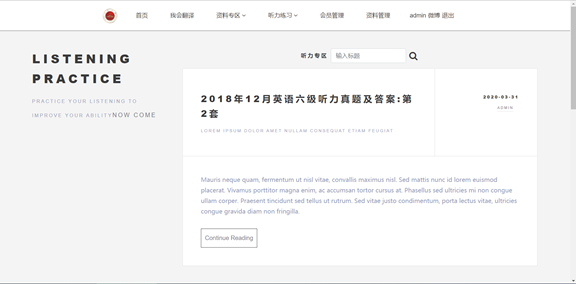 首页 我会翻译 资料专区 听力练习 会员管理 资料管理 admin 微博 退出
LISTENING PRACTICE
PRACTICE YOUR LISTENING TO IMPROVE YOUR ABILITYNOW COME
听力专区 输入标题
2018年12月英语六级听力真题及答案:第
2套
LOREM IPSUM DOLOR AMET NULLAM CONSEQUAT ETIAM FEUGIAT
2020-03-31
ADMIN
Mauris neque quam, fermentum ut nisl vitae, convallis maximus nisl. Sed mattis nunc id lorem euismod
placerat. Vivamus porttitor magna enim, ac accumsan tortor cursus at. Phasellus sed ultricies mi non congue
ullam corper. Praesent tincidunt sed tellus ut rutrum. Sed vitae justo condimentum, porta lectus vitae, ultricies
congue gravida diam non fringilla.
Continue Reading